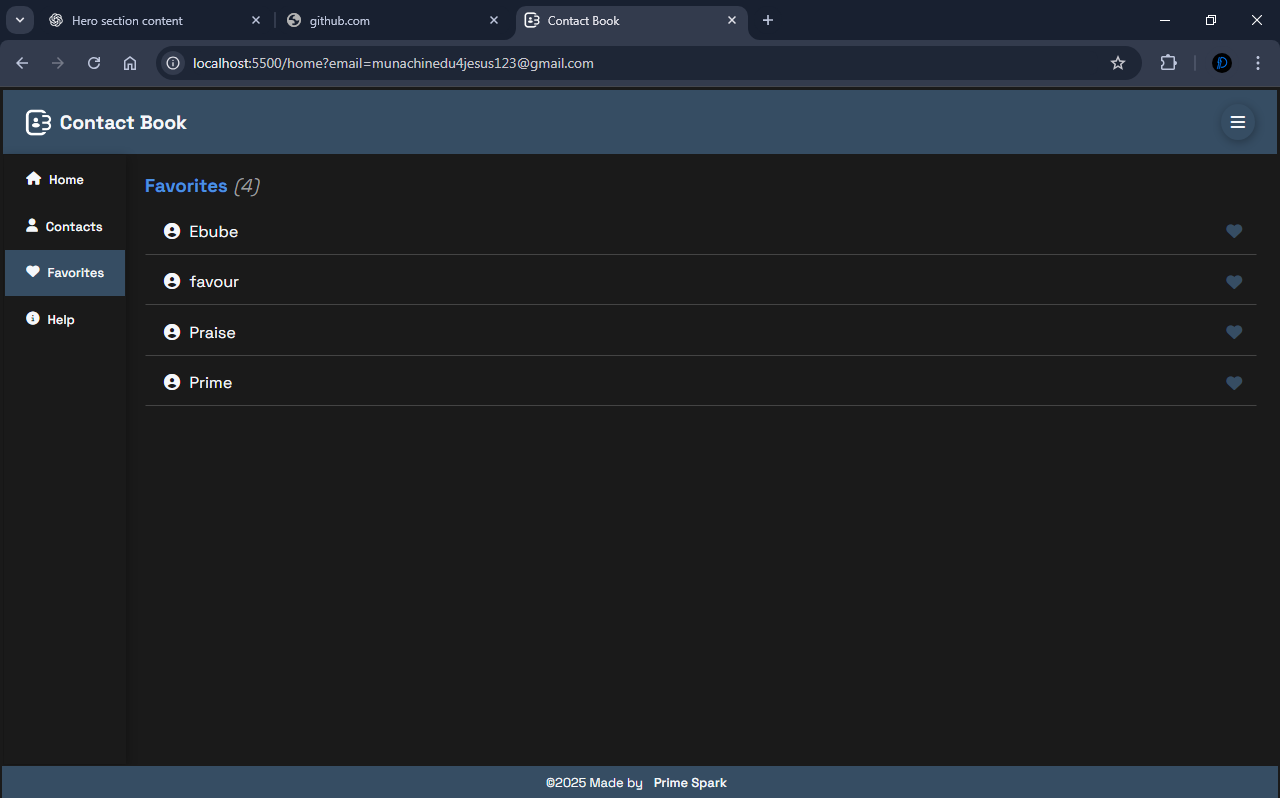 Hero section content
github.com
Contact Book
localhost:5500/home?email=munachinedu4jesus123@gmail.com
Contact Book
Home
Contacts
Favorites
Help
Favorites (4)
Ebube
favour
Praise
Prime
©2025 Made by Prime Spark